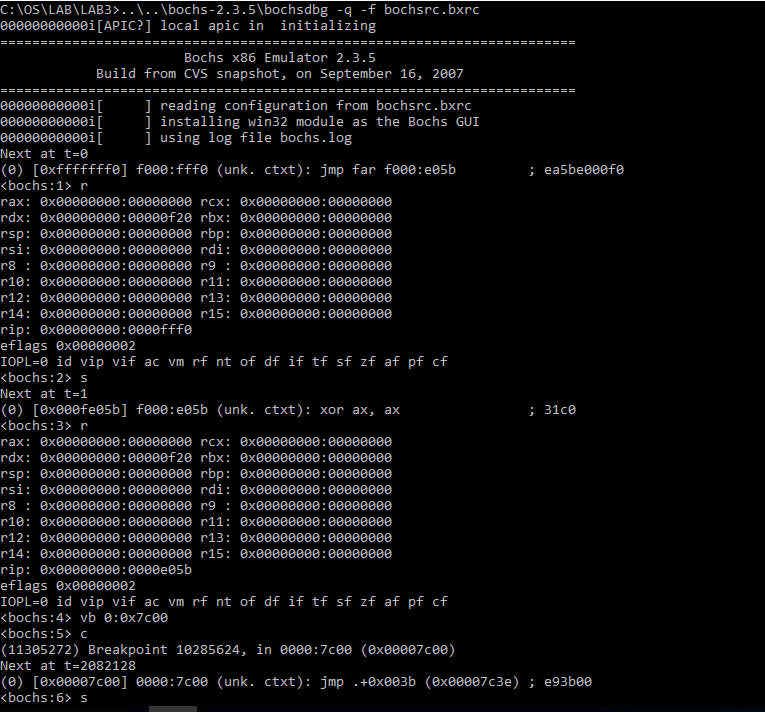 C:\OS\LAB\LAB3>..\..\bochs-2.3.5\bochsdbg -q -f bochsrc.bxrc
00000000000i[APIC?] local apic in  initializing
========================================================================
                       Bochs x86 Emulator 2.3.5
            Build from CVS snapshot, on September 16, 2007
========================================================================
00000000000i[     ] reading configuration from bochsrc.bxrc
00000000000i[     ] installing win32 module as the Bochs GUI
00000000000i[     ] using log file bochs.log
Next at t=0
(0) [0xfffffff0] f000:fff0 (unk. ctxt): jmp far f000:e05b         ; ea5be000f0
<bochs:1> r
rax: 0x00000000:00000000 rcx: 0x00000000:00000000
rdx: 0x00000000:00000f20 rbx: 0x00000000:00000000
rsp: 0x00000000:00000000 rbp: 0x00000000:00000000
rsi: 0x00000000:00000000 rdi: 0x00000000:00000000
r8 : 0x00000000:00000000 r9 : 0x00000000:00000000
r10: 0x00000000:00000000 r11: 0x00000000:00000000
r12: 0x00000000:00000000 r13: 0x00000000:00000000
r14: 0x00000000:00000000 r15: 0x00000000:00000000
rip: 0x00000000:0000fff0
eflags 0x00000002
IOPL=0 id vip vif ac vm rf nt of df if tf sf zf af pf cf
<bochs:2> s
Next at t=1
(0) [0x000fe05b] f000:e05b (unk. ctxt): xor ax, ax                ; 31c0
<bochs:3> r
rax: 0x00000000:00000000 rcx: 0x00000000:00000000
rdx: 0x00000000:00000f20 rbx: 0x00000000:00000000
rsp: 0x00000000:00000000 rbp: 0x00000000:00000000
rsi: 0x00000000:00000000 rdi: 0x00000000:00000000
r8 : 0x00000000:00000000 r9 : 0x00000000:00000000
r10: 0x00000000:00000000 r11: 0x00000000:00000000
r12: 0x00000000:00000000 r13: 0x00000000:00000000
r14: 0x00000000:00000000 r15: 0x00000000:00000000
rip: 0x00000000:0000e05b
eflags 0x00000002
IOPL=0 id vip vif ac vm rf nt of df if tf sf zf af pf cf
<bochs:4> vb 0:0x7c00
<bochs:5> c
(11305272) Breakpoint 10285624, in 0000:7c00 (0x00007c00)
Next at t=2082128
(0) [0x00007c00] 0000:7c00 (unk. ctxt): jmp .+0x003b (0x00007c3e) ; e93b00
<bochs:6> s